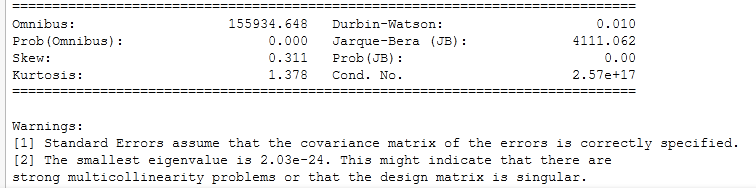 ==============================================================================
Omnibus: 155934.648 Durbin-Watson: 0.010
Prob(Omnibus): 0.000 Jarque-Bera (JB): 4111.062
Skew: 0.311 Prob(JB): 0.00
Kurtosis: 1.378 Cond. No. 2.57e+17
==============================================================================
Warnings:
[1] Standard Errors assume that the covariance matrix of the errors is correctly specified.
[2] The smallest eigenvalue is 2.03e-24. This might indicate that there are
strong multicollinearity problems or that the design matrix is singular.